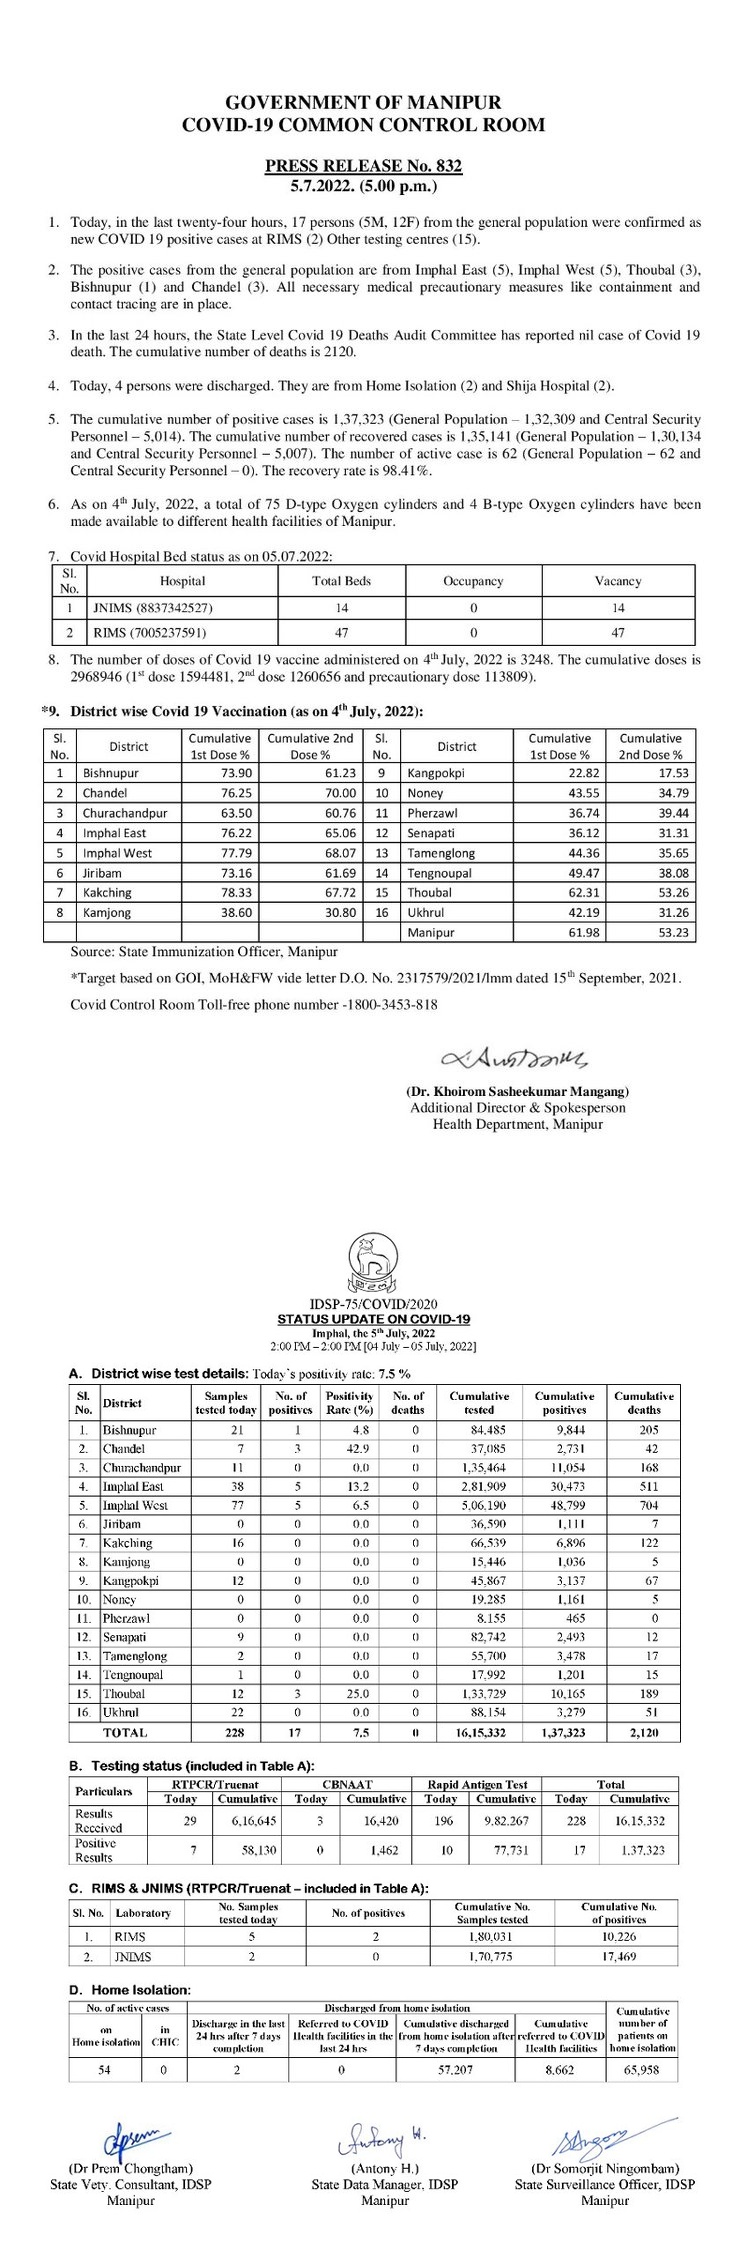 GOVERNMENT OF MANIPUR
COVID-19 COMMON CONTROL ROOM
PRESS RELEASE No. 832
5.7.2022. (5.00 p.m.)
1. Today, in the last twenty-four hours, 17 persons (5M, 12F) from the general population were confirmed as
new COVID 19 positive cases at RIMS (2) Other testing centres (15).
2. The positive cases from the general population are from Imphal East (5), Imphal West (5), Thoubal (3),
Bishnupur (1) and Chandel (3). All necessary medical precautionary measures like containment and
contact tracing are in place.
3. In the last 24 hours, the State Level Covid 19 Deaths Audit Committee has reported nil case of Covid 19
death. The cumulative number of deaths is 2120.
4. Today, 4 persons were discharged. They are from Home Isolation (2) and Shija Hospital (2).
5. The cumulative number of positive cases is 1,37,323 (General Population – 1,32,309 and Central Security
Personnel – 5,014). The cumulative number of recovered cases is 1,35,141 (General Population – 1,30,134
and Central Security Personnel – 5,007). The number of active case is 62 (General Population – 62 and
Central Security Personnel – 0). The recovery rate is 98.41%.
6. As on 4th July, 2022, a total of 75 D-type Oxygen cylinders and 4 B-type Oxygen cylinders have been
made available to different health facilities of Manipur.
7. Covid Hospital Bed status as on 05.07.2022:
Sl. No. Hospital Total Beds Occupancy Vacancy
1 JNIMS (8837342527) 14 0 14
2 RIMS (7005237591) 47 0 47
8. The number of doses of Covid 19 vaccine administered on 4th July, 2022 is 3248. The cumulative doses is
2968946 (1st dose 1594481, 2nd dose 1260656 and precautionary dose 113809).
*9. District wise Covid 19 Vaccination (as on 4th July, 2022):
Sl. No. District Cumulative 1st Dose % Cumulative 2nd Dose % Sl. No. District Cumulative 1st Dose % Cumulative 2nd Dose %
1 Bishnupur 73.90 61.23 9 Kangpokpi 22.82 17.53
2 Chandel 76.25 70.00 10 Noney 43.55 34.79
3 Churachandpur 63.50 60.76 11 Pherzawl 36.74 39.44
4 Imphal East 76.22 65.06 12 Senapati 36.12 31.31
5 Imphal West 77.79 68.07 13 Tamenglong 44.36 35.65
6 Jiribam 73.16 61.69 14 Tengnoupal 49.47 38.08
7 Kakching 78.33 67.72 15 Thoubal 62.31 53.26
8 Kamjong 38.60 30.80 16 Ukhrul 42.19 31.26
Manipur 61.98 53.23
Source: State Immunization Officer, Manipur
*Target based on GOI, MoH&FW vide letter D.O. No. 2317579/2021/Imm dated 15th September, 2021.
Covid Control Room Toll-free phone number -1800-3453-818
(Dr. Khoirom Sasheekumar Mangang)
Additional Director & Spokesperson
Health Department, Manipur
IDSP-75/COVID/2020
STATUS UPDATE ON COVID-19
Imphal, the 5th July, 2022
2:00 PM – 2:00 PM [04 July – 05 July, 2022]
A. District wise test details: Today's positivity rate: 7.5 %
Sl. No. District Samples tested today No. of positives Positivity Rate (%) No. of deaths Cumulative tested Cumulative positives Cumulative deaths
1. Bishnupur 21 1 4.8 0 84,485 9,844 205
2. Chandel 7 3 42.9 0 37,085 2,731 42
3. Churachandpur 11 0 0.0 0 1,35,464 11,054 168
4. Imphal East 38 5 13.2 0 2,81,909 30,473 511
5. Imphal West 77 5 6.5 0 5,06,190 48,799 704
6. Jiribam 0 0 0.0 0 36,590 1,111 7
7. Kakching 16 0 0.0 0 66,539 6,896 122
8. Kamjong 0 0 0.0 0 15,446 1,036 5
9. Kangpokpi 12 0 0.0 0 45,867 3,137 67
10. Noney 0 0 0.0 0 19,285 1,161 5
11. Pherzawl 0 0 0.0 0 8,155 465 0
12. Senapati 9 0 0.0 0 82,742 2,493 12
13. Tamenglong 2 0 0.0 0 55,700 3,478 17
14. Tengnoupal 1 0 0.0 0 17,992 1,201 15
15. Thoubal 12 3 25.0 0 1,33,729 10,165 189
16. Ukhrul 22 0 0.0 0 88,154 3,279 51
TOTAL 228 17 7.5 0 16,15,332 1,37,323 2,120
B. Testing status (included in Table A):
Particulars RTPCR/Truenat CBNAAT Rapid Antigen Test Total
Today Cumulative Today Cumulative Today Cumulative Today Cumulative
Results Received 29 6,16,645 3 16,420 196 9,82,267 228 16,15,332
Positive Results 7 58,130 0 1,462 10 77,731 17 1,37,323
C. RIMS & JNIMS (RTPCR/Truenat – included in Table A):
Sl. No. Laboratory No. Samples tested today No. of positives Cumulative No. Samples tested Cumulative No. of positives
1. RIMS 5 2 1,80,031 10,226
2. JNIMS 2 0 1,70,775 17,469
D. Home Isolation:
No. of active cases Discharged from home isolation Cumulative number of patients on home isolation
on Home isolation in CHIC Discharge in the last 24 hrs after 7 days completion Referred to COVID Health facilities in the last 24 hrs Cumulative discharged from home isolation after 7 days completion Cumulative referred to COVID Health facilities
54 0 2 0 57,207 8,662 65,958
Antony H.
(Dr Prem Chongtham) (Antony H.) (Dr Somorjit Ningombam)
State Vety. Consultant, IDSP State Data Manager, IDSP State Surveillance Officer, IDSP
Manipur Manipur Manipur